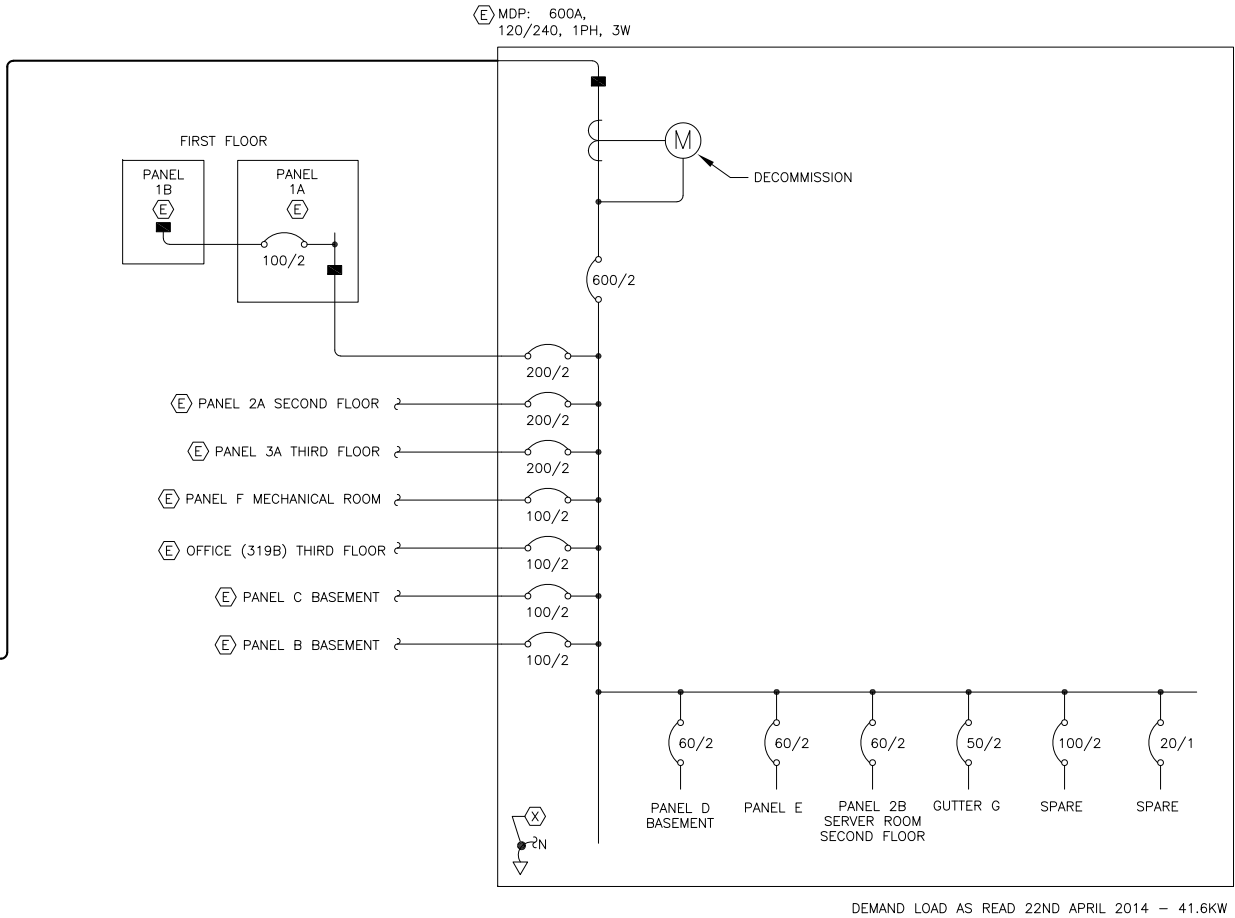 E MDP: 600A,
120/240, 1PH, 3W
FIRST FLOOR
PANEL
1B
E
PANEL
1A
E
100/2
M
DECOMMISSION
600/2
200/2
E PANEL 2A SECOND FLOOR
200/2
E PANEL 3A THIRD FLOOR
200/2
E PANEL F MECHANICAL ROOM
100/2
E OFFICE (319B) THIRD FLOOR
100/2
E PANEL C BASEMENT
100/2
E PANEL B BASEMENT
100/2
60/2
60/2
60/2
50/2
100/2
20/1
PANEL D
BASEMENT
PANEL E
PANEL 2B
SERVER ROOM
SECOND FLOOR
GUTTER G
SPARE
SPARE
X
N
DEMAND LOAD AS READ 22ND APRIL 2014 – 41.6KW